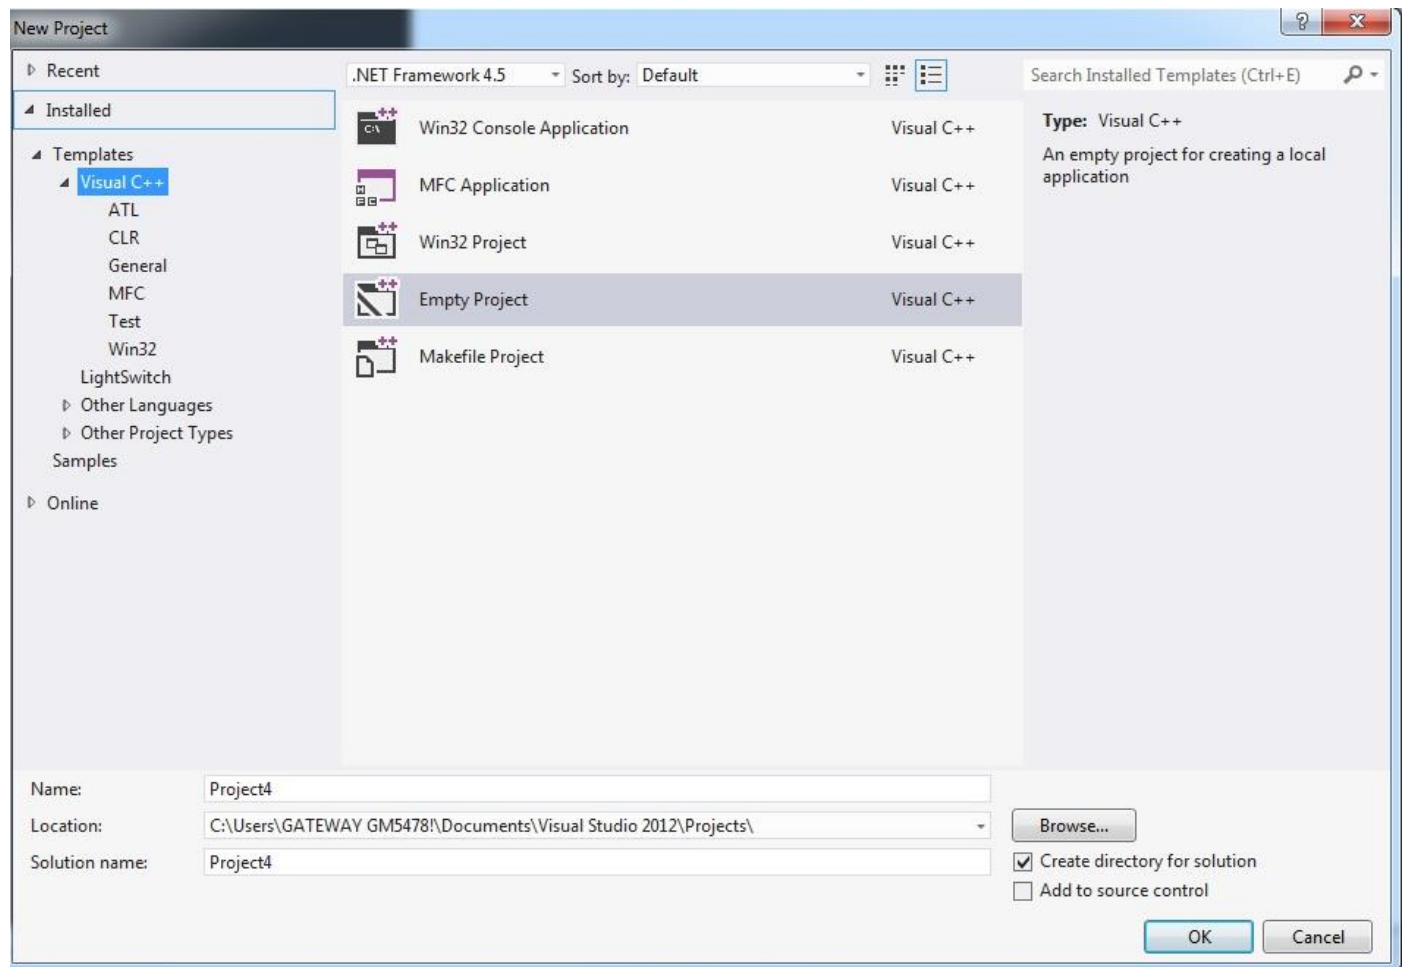 New Project
Recent
Installed
Templates
Visual C++
ATL
CLR
General
MFC
Test
Win32
LightSwitch
Other Languages
Other Project Types
Samples
Online
.NET Framework 4.5 Sort by: Default
Win32 Console Application Visual C++
MFC Application Visual C++
Win32 Project Visual C++
Empty Project Visual C++
Makefile Project Visual C++
Search Installed Templates (Ctrl+E)
Type: Visual C++
An empty project for creating a local
application
Name: Project4
Location: C:\Users\GATEWAY GM5478!\Documents\Visual Studio 2012\Projects\ Browse...
Solution name: Project4
Create directory for solution
Add to source control
OK Cancel